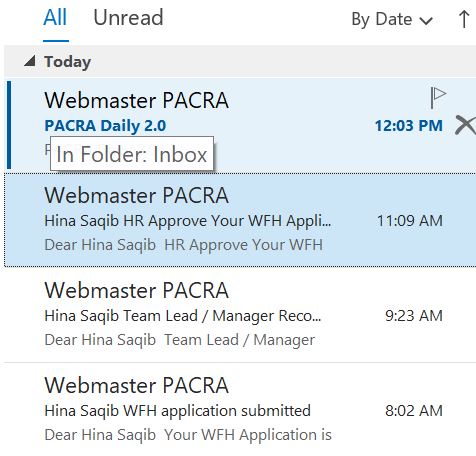 All Unread By Date
Today
Webmaster PACRA
PACRA Daily 2.0 12:03 PM
In Folder: Inbox
Webmaster PACRA
Hina Saqib HR Approve Your WFH Appli... 11:09 AM
Dear Hina Saqib HR Approve Your WFH
Webmaster PACRA
Hina Saqib Team Lead / Manager Reco... 9:23 AM
Dear Hina Saqib Team Lead / Manager
Webmaster PACRA
Hina Saqib WFH application submitted 8:02 AM
Dear Hina Saqib Your WFH Application is